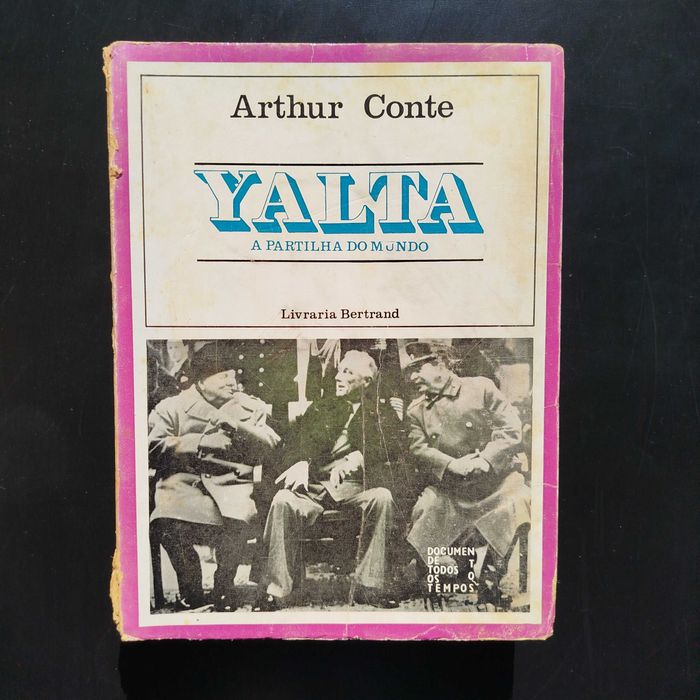 Arthur Conte
YALTA
A PARTILHA DO MUNDO
Livraria Bertrand
DOCUMEN
DE T
TODOS
OS O
TEMPOS